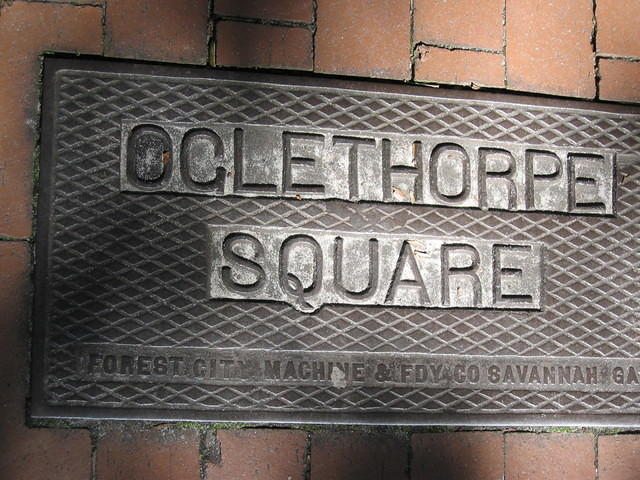 OGLETHORPE
SQUARE
FOREST CITY MACHINE & FDY CO SAVANNAH GA